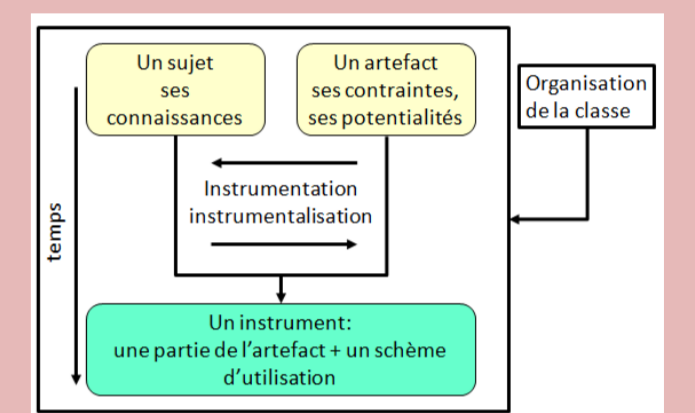 Un sujet
ses
connaissances
Un artefact
ses contraintes,
ses potentialités
Organisation
de la classe
temps
Instrumentation
instrumentalisation
Un instrument:
une partie de l'artefact + un schème
d'utilisation